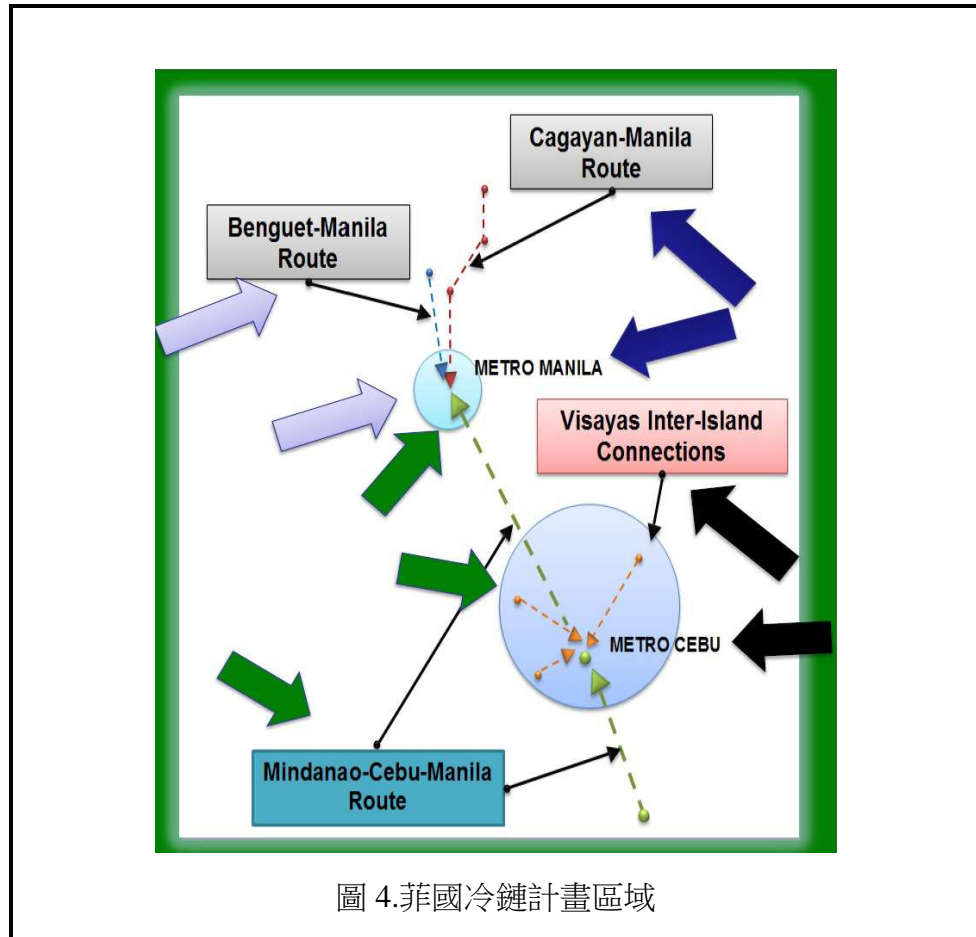 Cagayan-Manila
Route
Benguet-Manila
Route
METRO MANILA
Visayas Inter-Island
Connections
METRO CEBU
Mindanao-Cebu-Manila
Route
圖 4.菲國冷鏈計畫區域